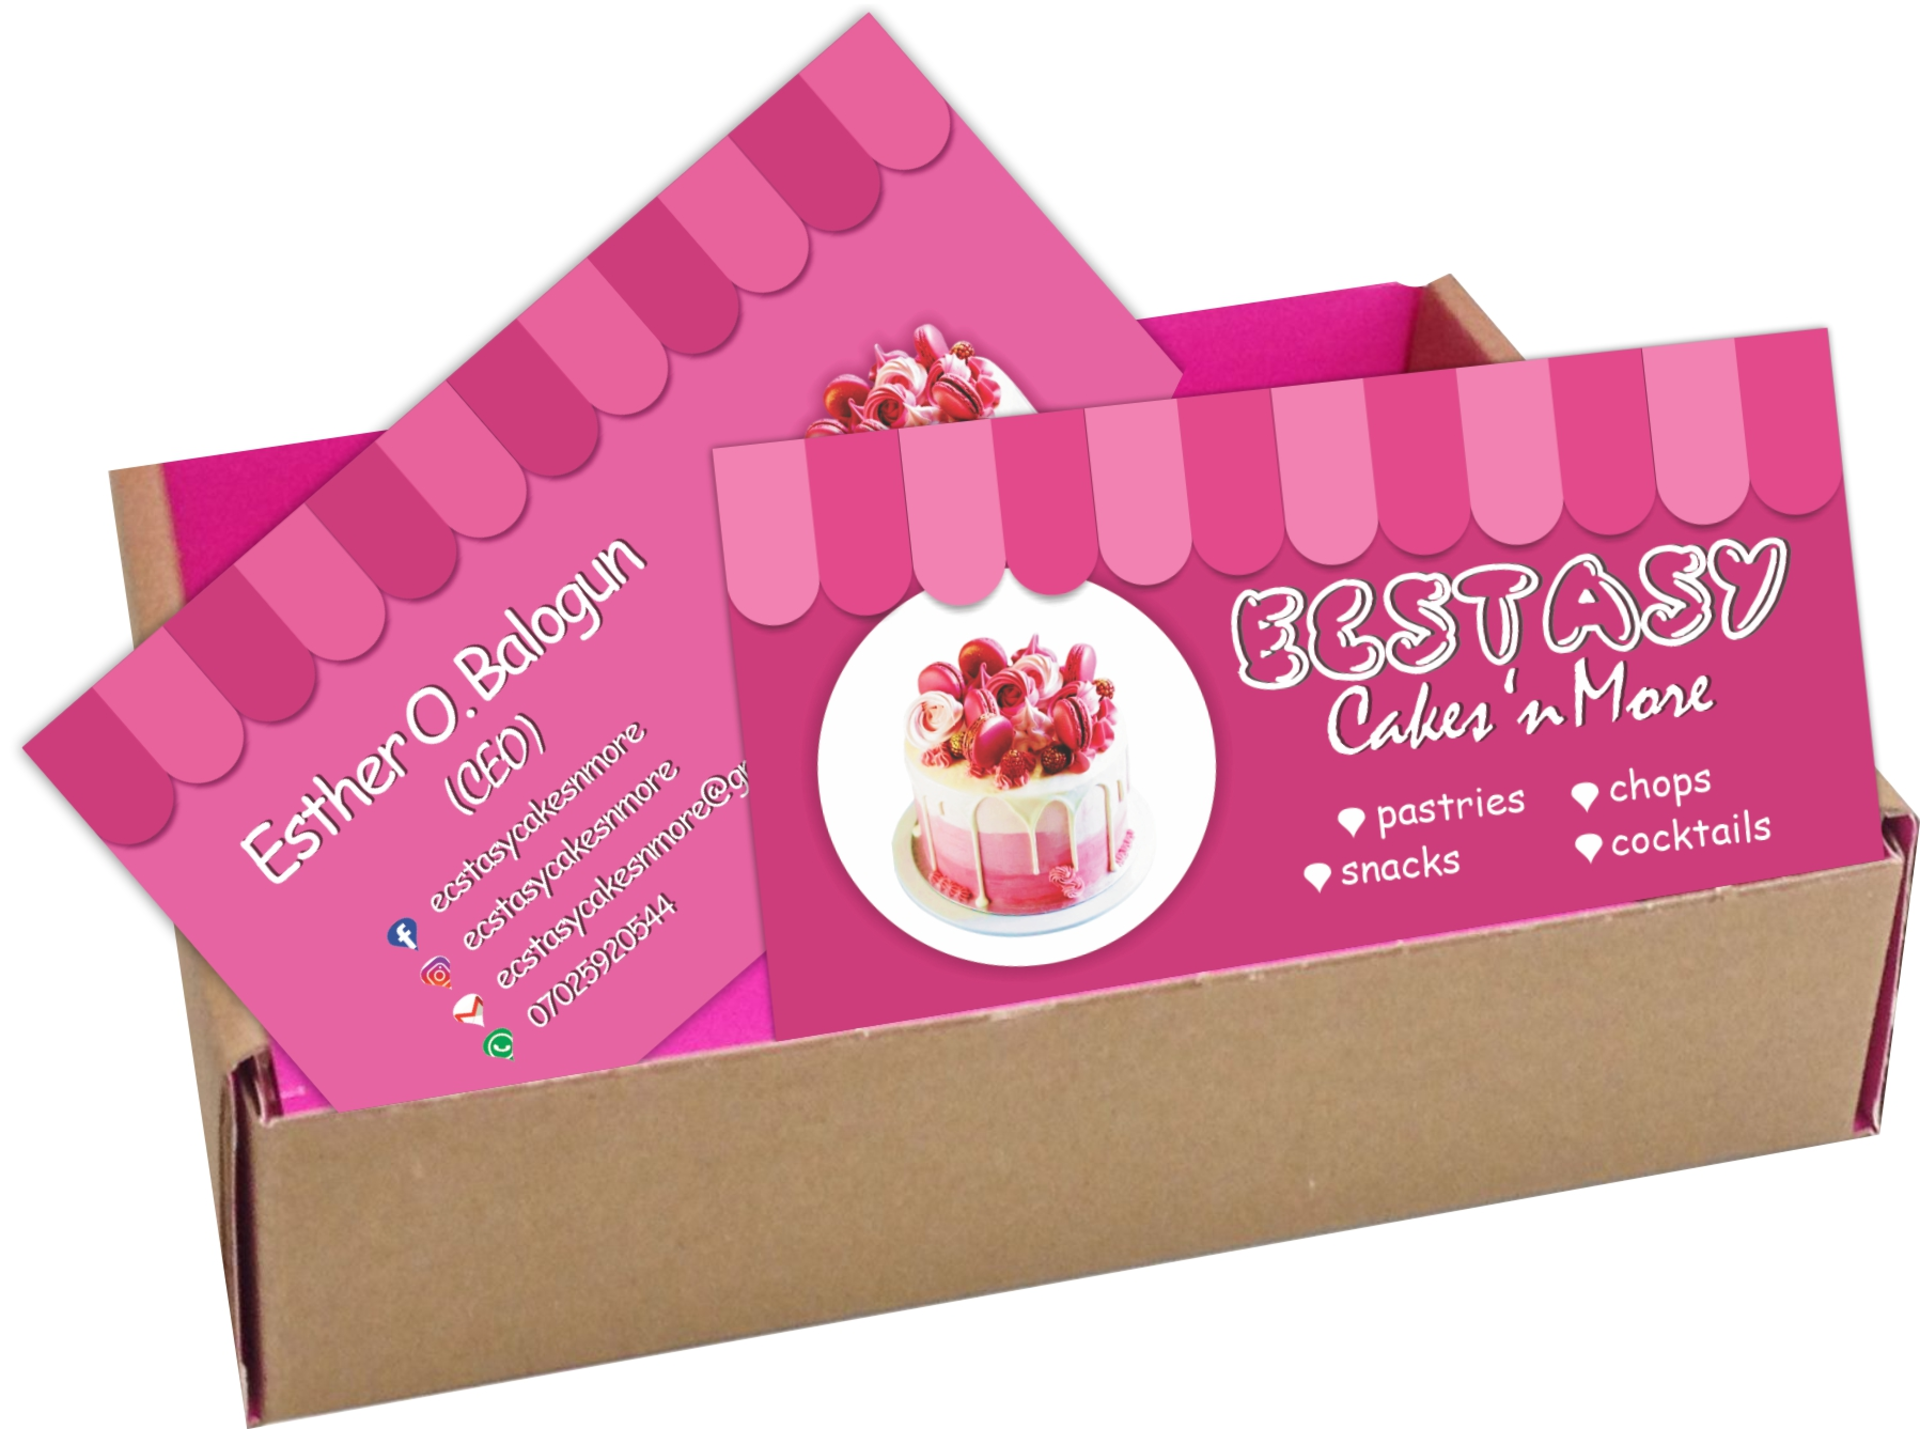 Esther O. Balogun
(CEO)
ecstasycakesnmore
ecstasycakesnmore
ecstasycakesnmore@g
07025920544
ECSTASY
Cakes 'n More
pastries
snacks
chops
cocktails